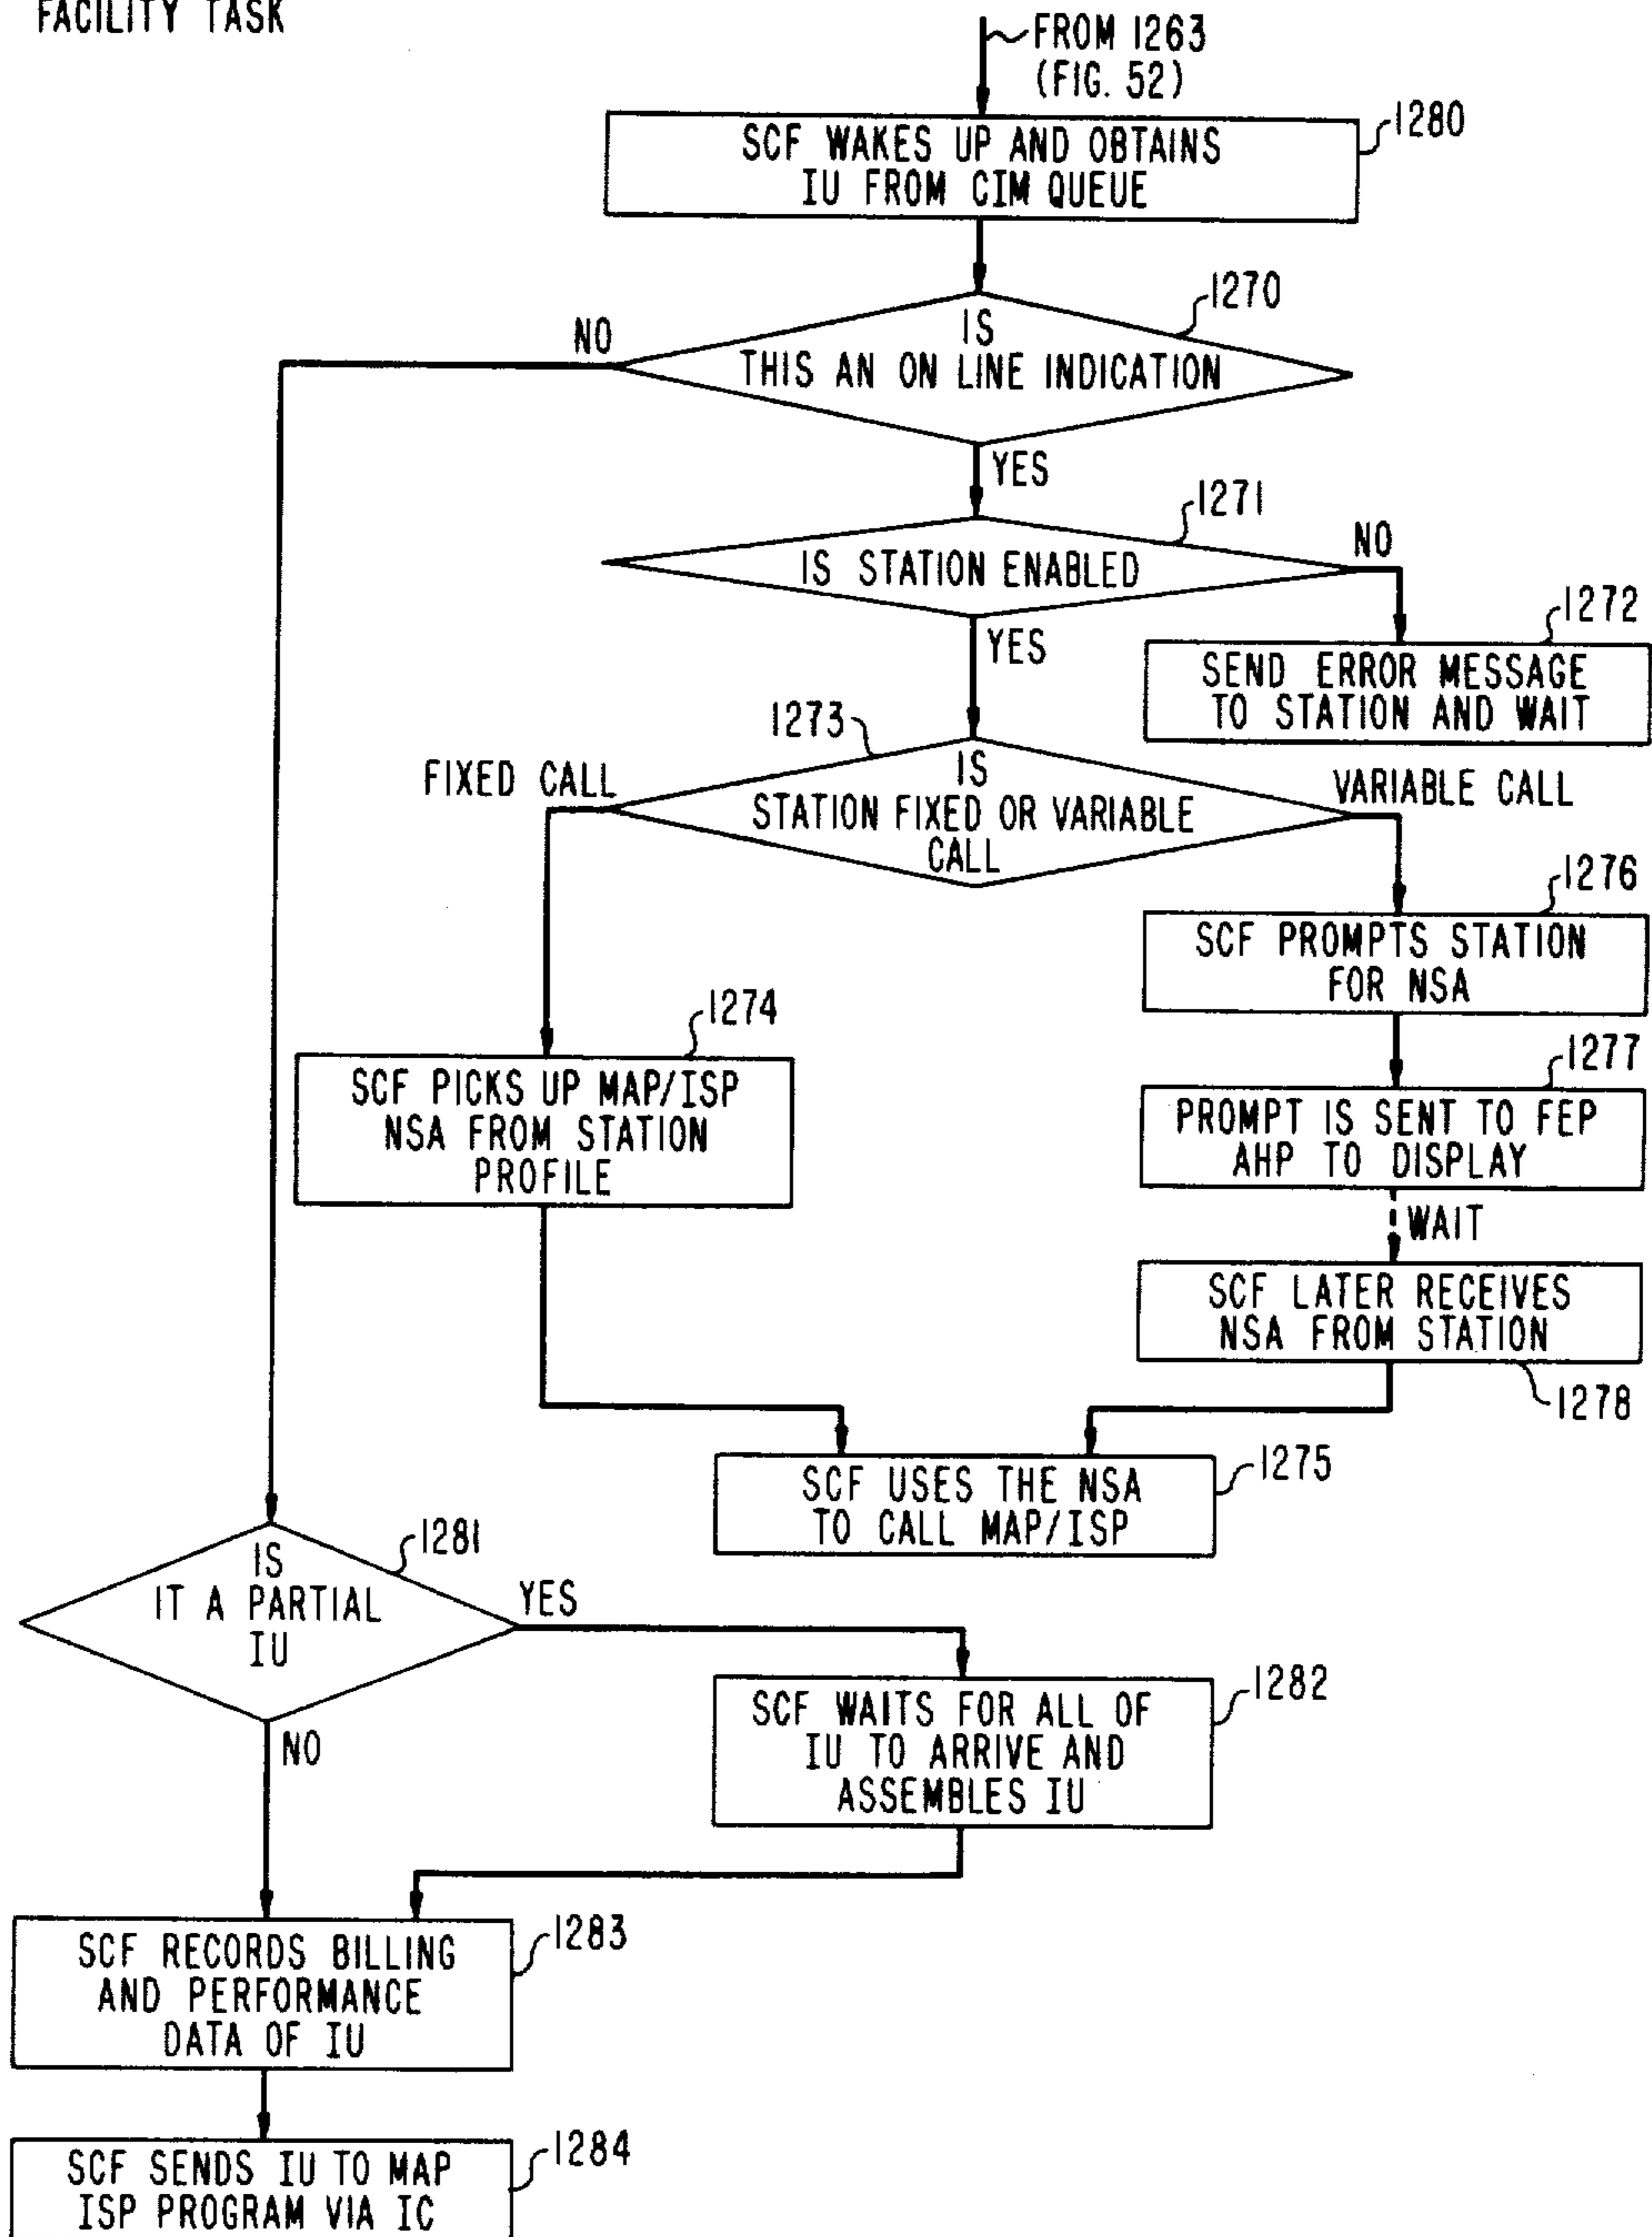 FACILITY TASK
FROM 1263
(FIG. 52)
1280
SCF WAKES UP AND OBTAINS
IU FROM CIM QUEUE
1270
NO
IS
THIS AN ON LINE INDICATION
YES
1271
NO
IS STATION ENABLED
YES
1272
SEND ERROR MESSAGE
TO STATION AND WAIT
1273
FIXED CALL
IS
STATION FIXED OR VARIABLE
CALL
VARIABLE CALL
1276
SCF PROMPTS STATION
FOR NSA
1274
SCF PICKS UP MAP/ISP
NSA FROM STATION
PROFILE
1277
PROMPT IS SENT TO FEP
AHP TO DISPLAY
WAIT
SCF LATER RECEIVES
NSA FROM STATION
1278
1275
SCF USES THE NSA
TO CALL MAP/ISP
1281
IS
IT A PARTIAL
IU
YES
NO
1282
SCF WAITS FOR ALL OF
IU TO ARRIVE AND
ASSEMBLES IU
1283
SCF RECORDS BILLING
AND PERFORMANCE
DATA OF IU
1284
SCF SENDS IU TO MAP
ISP PROGRAM VIA IC